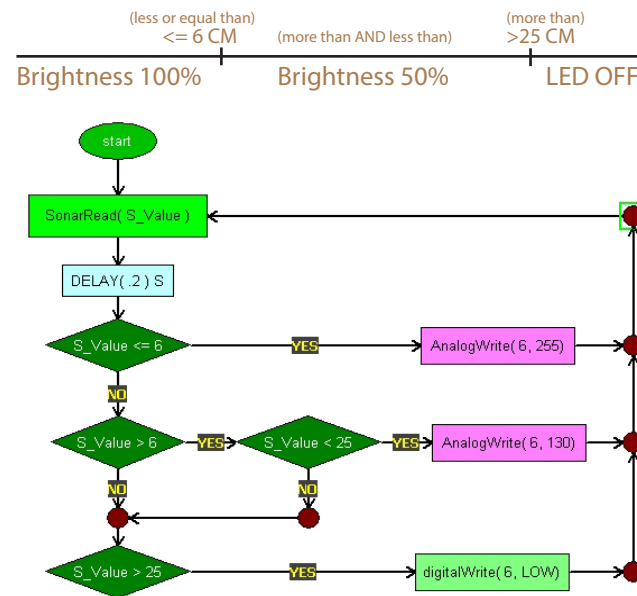 (less or equal than)
<= 6 CM
(more than AND less than)
(more than)
>25 CM
Brightness 100%
Brightness 50%
LED OFF
start
SonarRead( S_Value )
DELAY( .2 ) S
S_Value <= 6
YES
AnalogWrite( 6, 255)
NO
S_Value > 6
YES
S_Value < 25
YES
AnalogWrite( 6, 130)
NO
NO
S_Value > 25
YES
digitalWrite( 6, LOW)